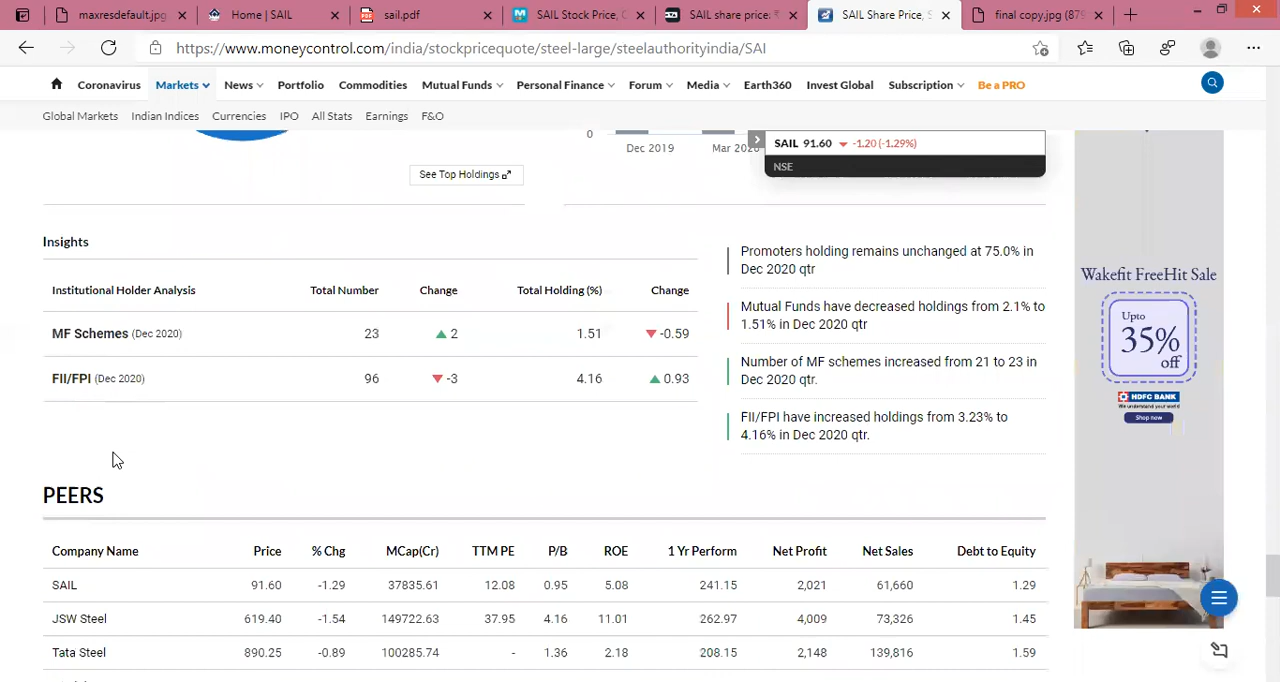 maxresdefault.jpg
Home | SAIL
PDF
sail.pdf
SAIL Stock Price,
SAIL share price: ₹
SAIL Share Price, S
final copy.jpg (879
https://www.moneycontrol.com/india/stockpricequote/steel-large/steelauthorityindia/SAI
Coronavirus Markets News Portfolio Commodities Mutual Funds Personal Finance Forum Media Earth360 Invest Global Subscription Be a PRO
Global Markets Indian Indices Currencies IPO All Stats Earnings F&O
0
Dec 2019 Mar 2020
SAIL 91.60 -1.20 (-1.29%)
NSE
See Top Holdings
Insights
Institutional Holder Analysis Total Number Change Total Holding (%) Change
MF Schemes (Dec 2020) 23 2 1.51 -0.59
FII/FPI (Dec 2020) 96 -3 4.16 0.93
Promoters holding remains unchanged at 75.0% in
Dec 2020 qtr
Mutual Funds have decreased holdings from 2.1% to
1.51% in Dec 2020 qtr
Number of MF schemes increased from 21 to 23 in
Dec 2020 qtr.
FII/FPI have increased holdings from 3.23% to
4.16% in Dec 2020 qtr.
Wakefit FreeHit Sale
Upto
35%
off
HDFC BANK
We understand your world
Shop now
PEERS
Company Name Price % Chg MCap(Cr) TTM PE P/B ROE 1 Yr Perform Net Profit Net Sales Debt to Equity
SAIL 91.60 -1.29 37835.61 12.03 0.95 5.08 241.15 2,021 61,660 1.29
JSW Steel 619.40 -1.54 149722.63 37.95 4.16 11.01 262.97 4,009 73,326 1.45
Tata Steel 890.25 -0.89 100285.74 - 1.36 2.18 208.15 2,148 139,816 1.59